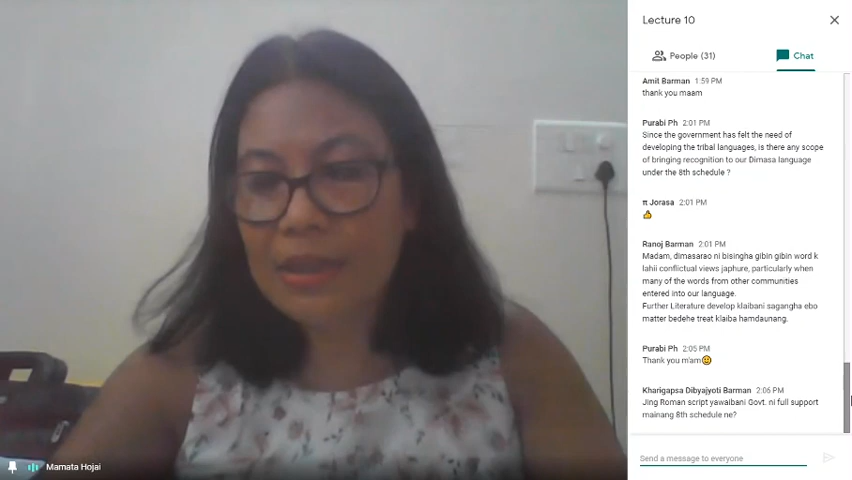 Lecture 10
People (31)
Chat
Amit Barman 1:59 PM
thank you maam
Purabi Ph 2:01 PM
Since the government has felt the need of
developing the tribal languages, is there any scope
of bringing recognition to our Dimasa language
under the 8th schedule ?
π Jorasa 2:01 PM
👍
Ranoj Barman 2:01 PM
Madam, dimasarao ni bisingha gibin gibin word k
lahii conflictual views japhure, particularly when
many of the words from other communities
entered into our language.
Further Literature develop klaibani sagangha ebo
matter bedehe treat klaiba hamdaunang.
Purabi Ph 2:05 PM
Thank you m'am🙂
Kharigapsa Dibyajyoti Barman 2:06 PM
Jing Roman script yawaibani Govt. ni full support
mainang 8th schedule ne?
Send a message to everyone
Mamata Hojai